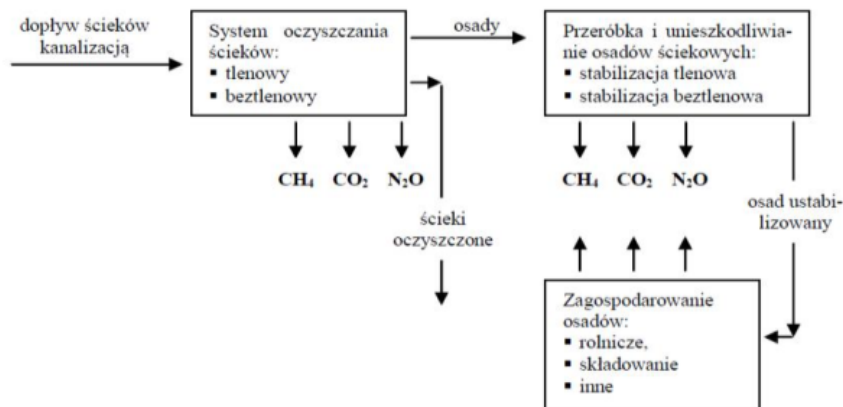 dopływ ścieków
kanalizacją
System oczyszczania
ścieków:
▪ tlenowy
▪ beztlenowy
osady
Przeróbka i unieszkodliwia-
nie osadów ściekowych:
▪ stabilizacja tlenowa
▪ stabilizacja beztlenowa
CH₄ CO₂ N₂O
ścieki
oczyszczone
CH₄ CO₂ N₂O
osad ustabi-
lizowany
Zagospodarowanie
osadów:
▪ rolnicze,
▪ składowanie
▪ inne